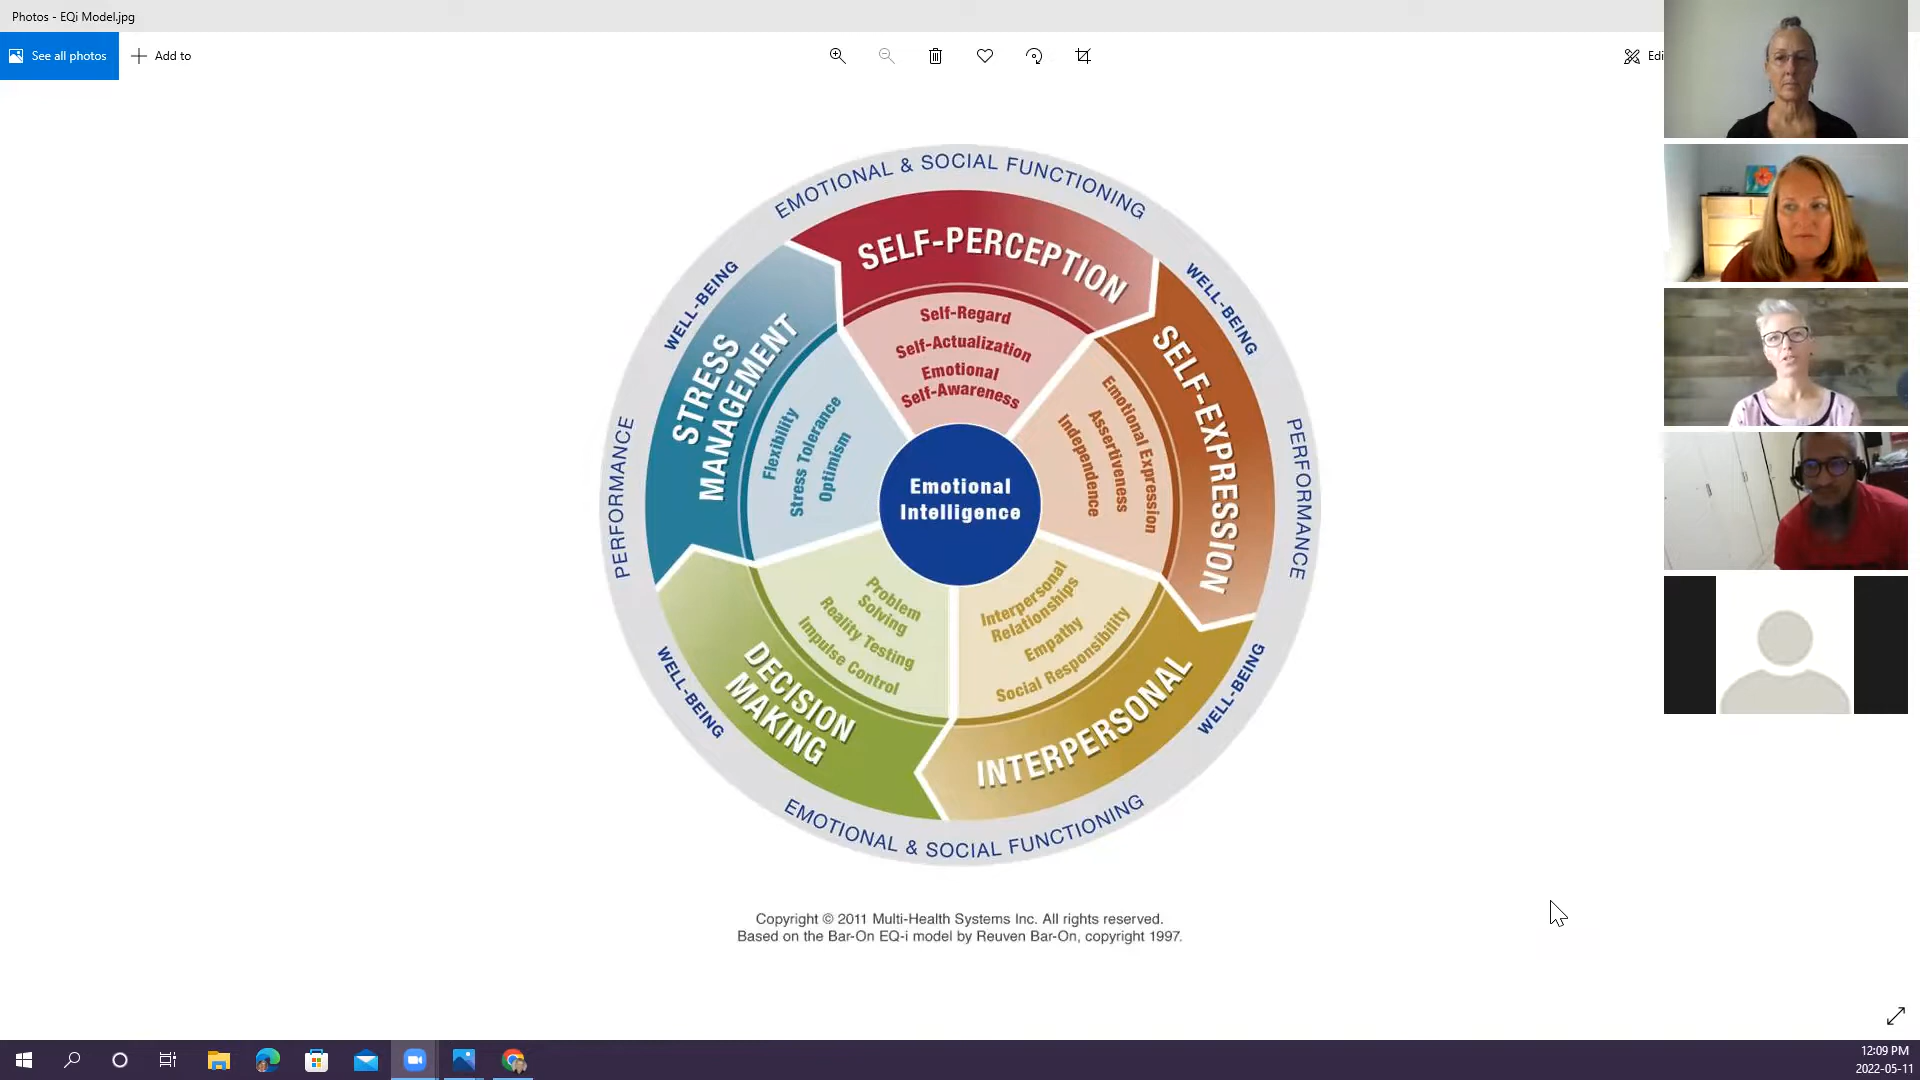 Photos - EQi Model.jpg
See all photos
Add to
Edi
EMOTIONAL & SOCIAL FUNCTIONING
WELL-BEING
PERFORMANCE
WELL-BEING
EMOTIONAL & SOCIAL FUNCTIONING
WELL-BEING
PERFORMANCE
WELL-BEING
SELF-PERCEPTION
Self-Regard
Self-Actualization
Emotional
Self-Awareness
SELF-EXPRESSION
Emotional Expression
Assertiveness
Independence
INTERPERSONAL
Interpersonal
Relationships
Empathy
Social Responsibility
DECISION
MAKING
Problem
Solving
Reality Testing
Impulse Control
STRESS
MANAGEMENT
Flexibility
Stress Tolerance
Optimism
Emotional
Intelligence
Copyright © 2011 Multi-Health Systems Inc. All rights reserved.
Based on the Bar-On EQ-i model by Reuven Bar-On, copyright 1997.
12:09 PM
2022-05-11